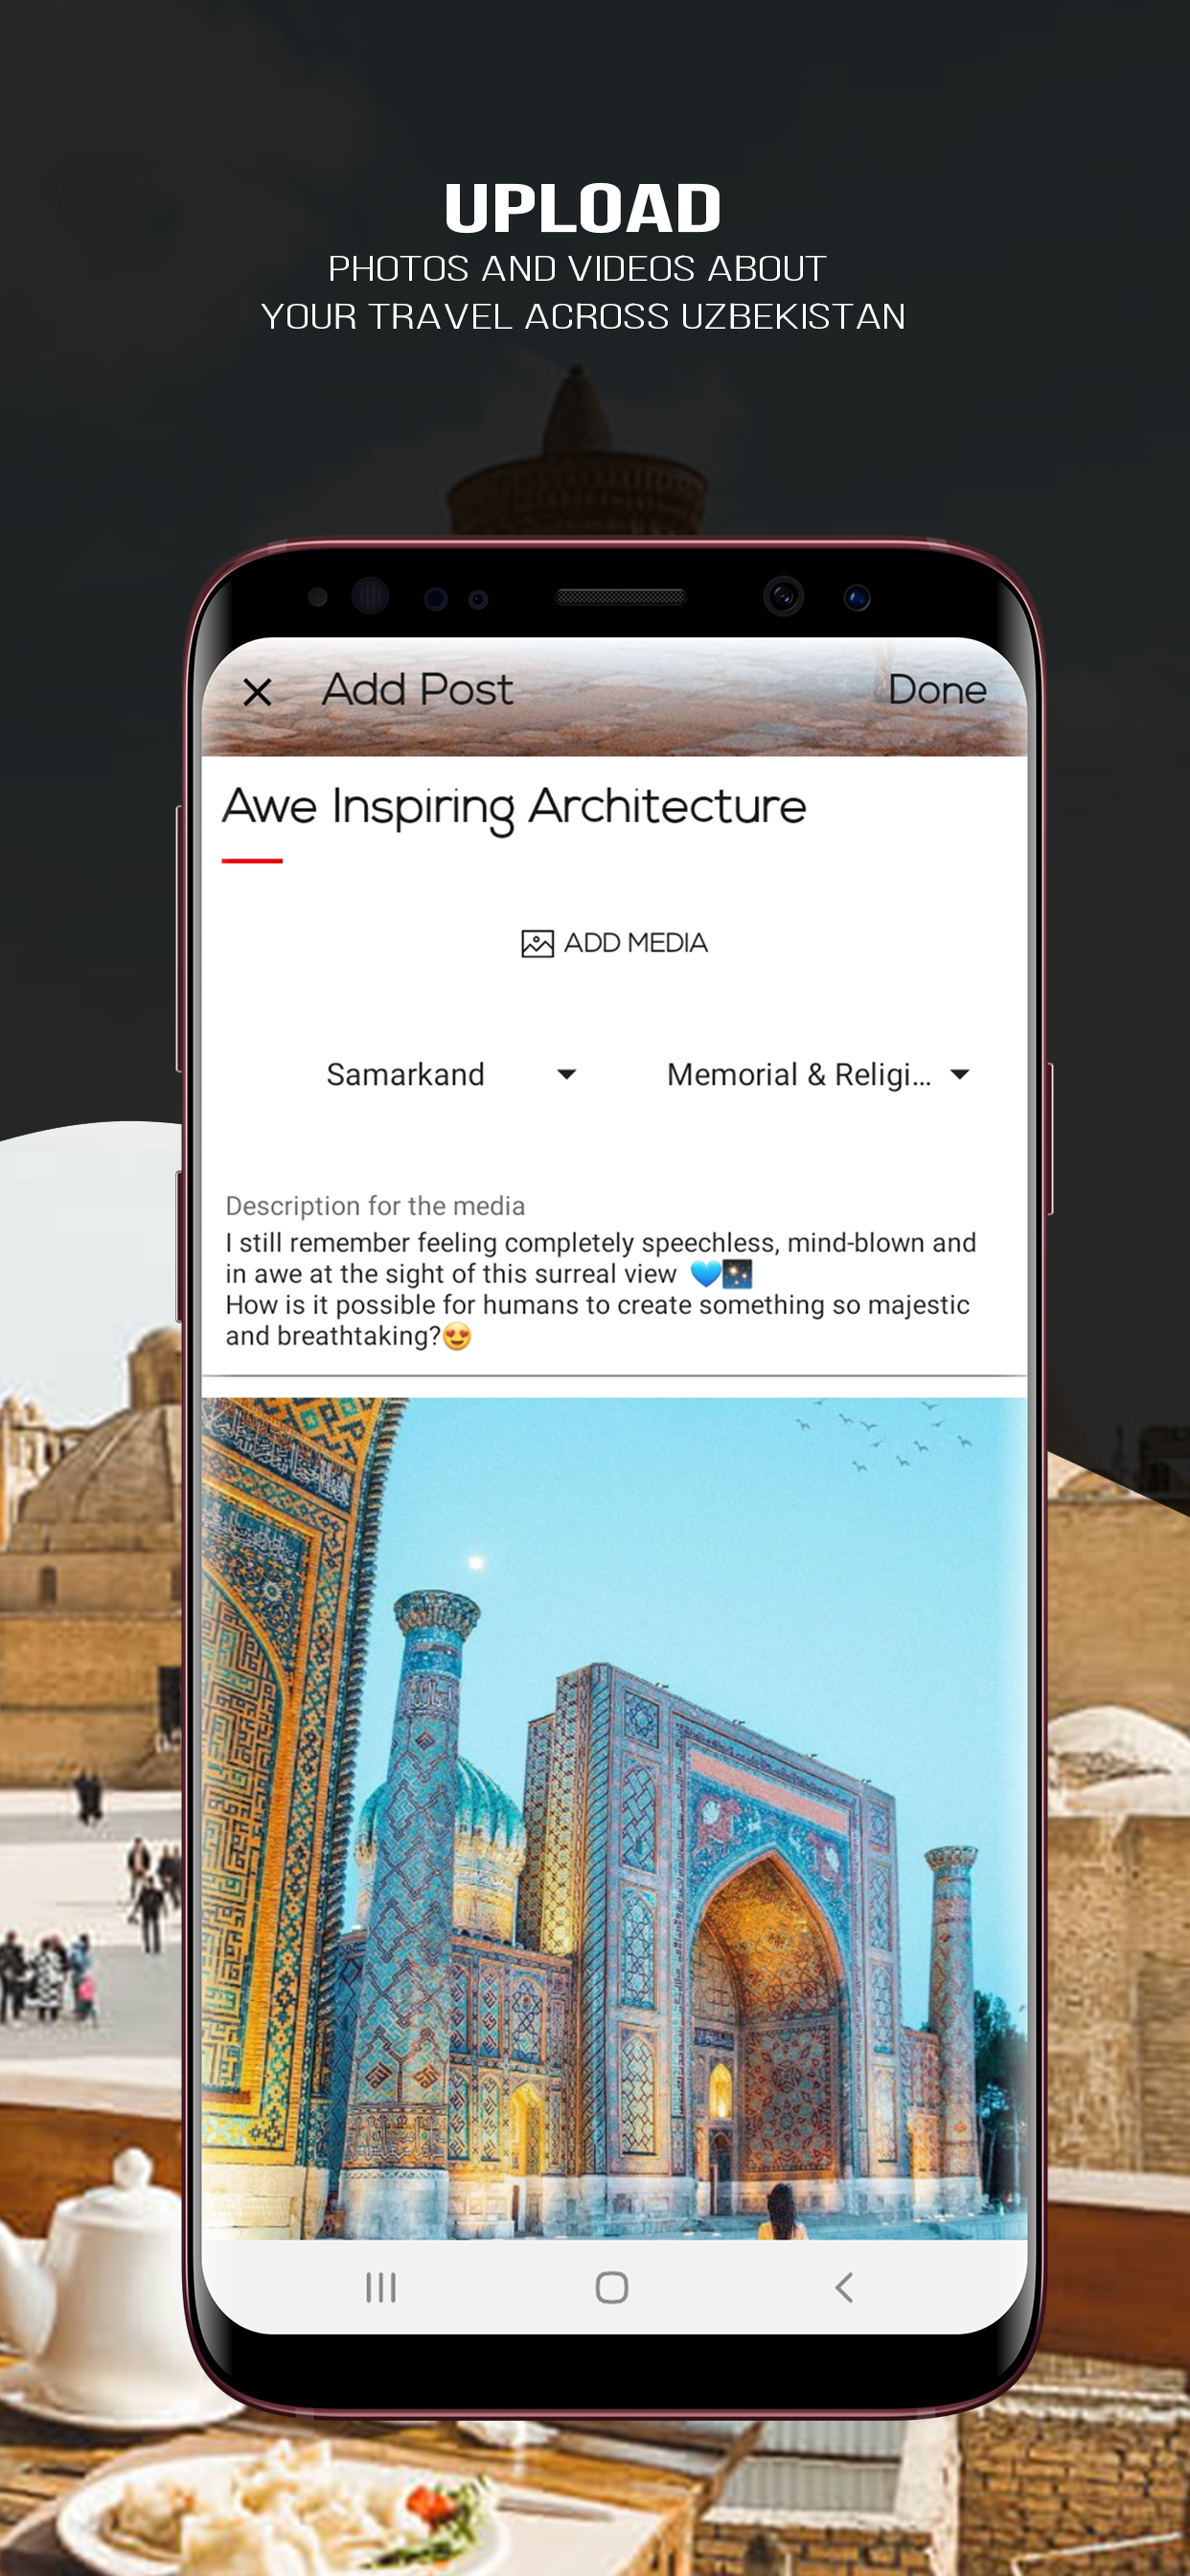 UPLOAD
PHOTOS AND VIDEOS ABOUT
YOUR TRAVEL ACROSS UZBEKISTAN
Add Post
Done
Awe Inspiring Architecture
ADD MEDIA
Samarkand
Memorial & Religi...
Description for the media
I still remember feeling completely speechless, mind-blown and
in awe at the sight of this surreal view 💙🎇
How is it possible for humans to create something so majestic
and breathtaking?😍